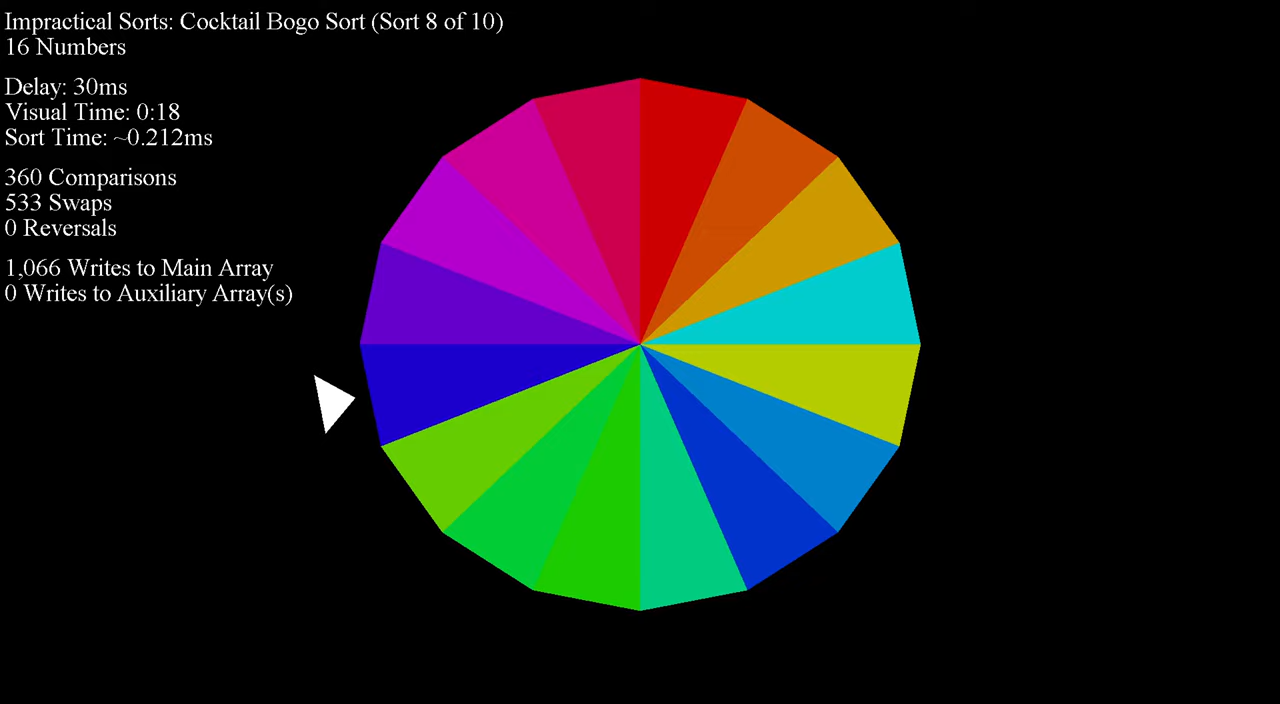 Impractical Sorts: Cocktail Bogo Sort (Sort 8 of 10)
16 Numbers
Delay: 30ms
Visual Time: 0:18
Sort Time: ~0.212ms
360 Comparisons
533 Swaps
0 Reversals
1,066 Writes to Main Array
0 Writes to Auxiliary Array(s)